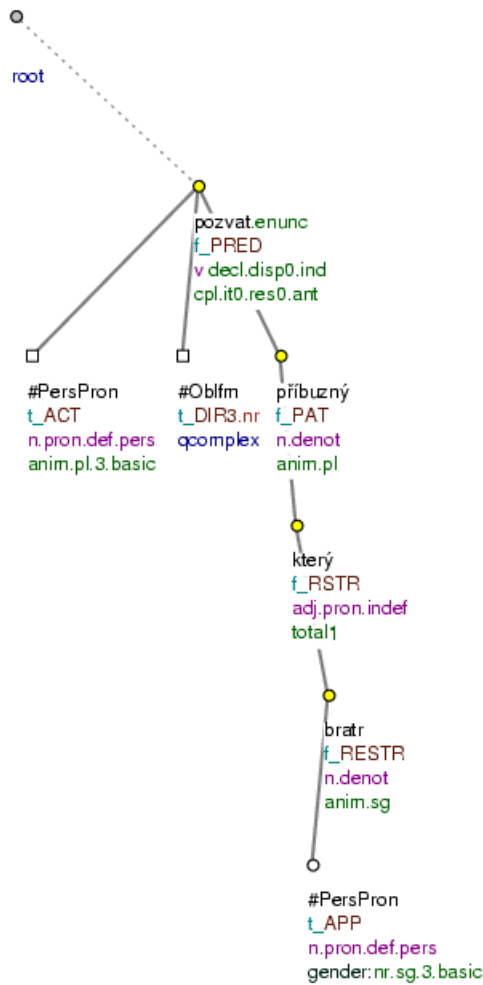 root
pozvat.enunc
f_PRED
v decl.disp0.ind
cpl.it0.res0.ant
#PersPron
t_ACT
n.pron.def.pers
anim.pl.3.basic
#Oblfm
t_DIR3.nr
qcomplex
příbuzný
f_PAT
n.denot
anim.pl
který
f_RSTR
adj.pron.indef
total1
bratr
f_RESTR
n.denot
anim.sg
#PersPron
t_APP
n.pron.def.pers
gender:nr.sg.3.basic